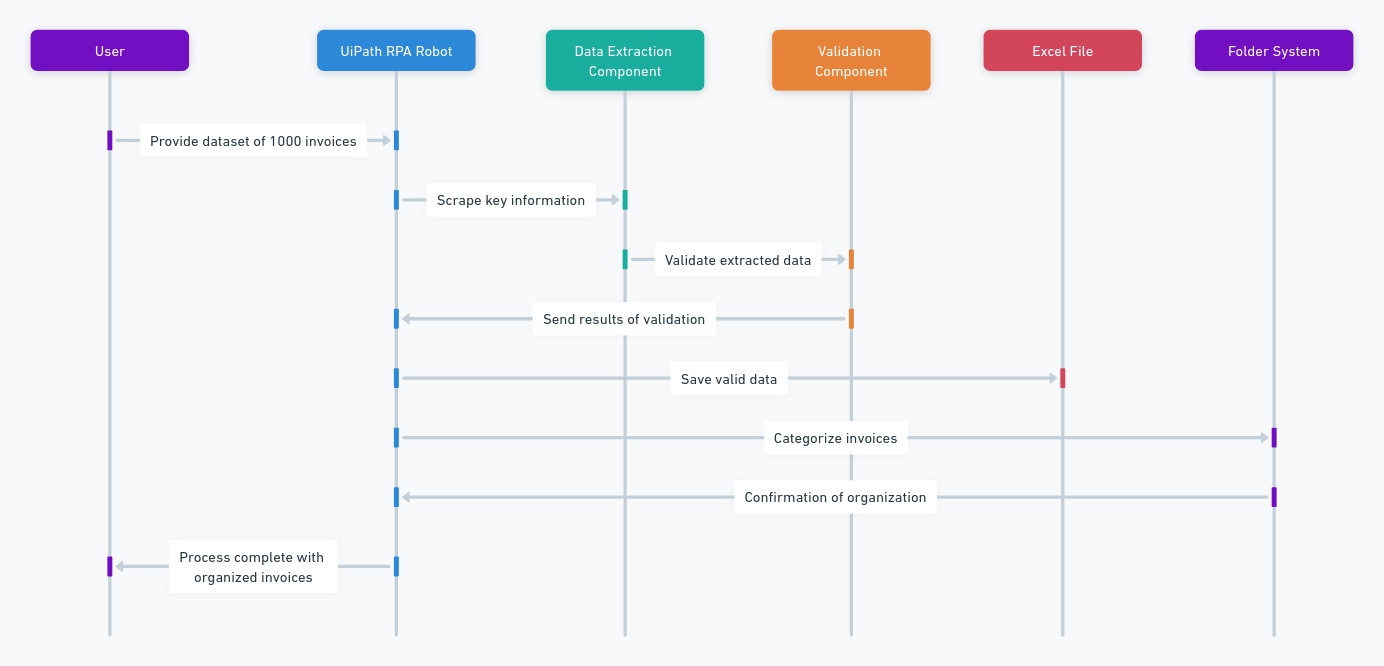 User
UiPath RPA Robot
Data Extraction
Component
Validation
Component
Excel File
Folder System
Provide dataset of 1000 invoices
Scrape key information
Validate extracted data
Send results of validation
Save valid data
Categorize invoices
Confirmation of organization
Process complete with
organized invoices